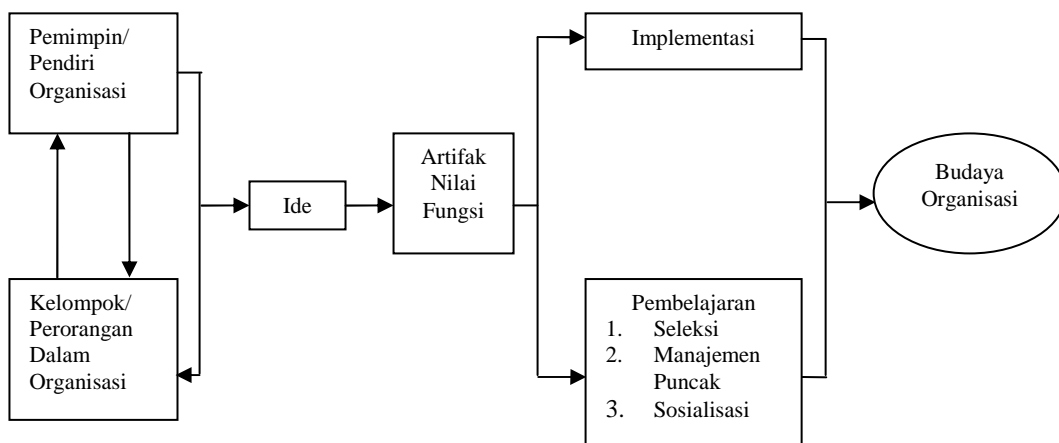 Pemimpin/
Pendiri
Organisasi
Kelompok/
Perorangan
Dalam
Organisasi
Ide
Artifak
Nilai
Fungsi
Implementasi
Pembelajaran
1. Seleksi
2. Manajemen
Puncak
3. Sosialisasi
Budaya
Organisasi